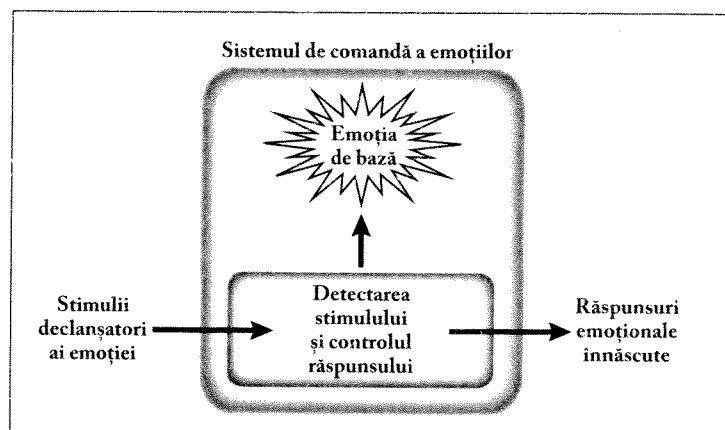 Sistemul de comandă a emoțiilor
Emoția
de bază
Stimulii
declanșatori
ai emoției
Detectarea
stimulului
și controlul
răspunsului
Răspunsuri
emoționale
înnăscute